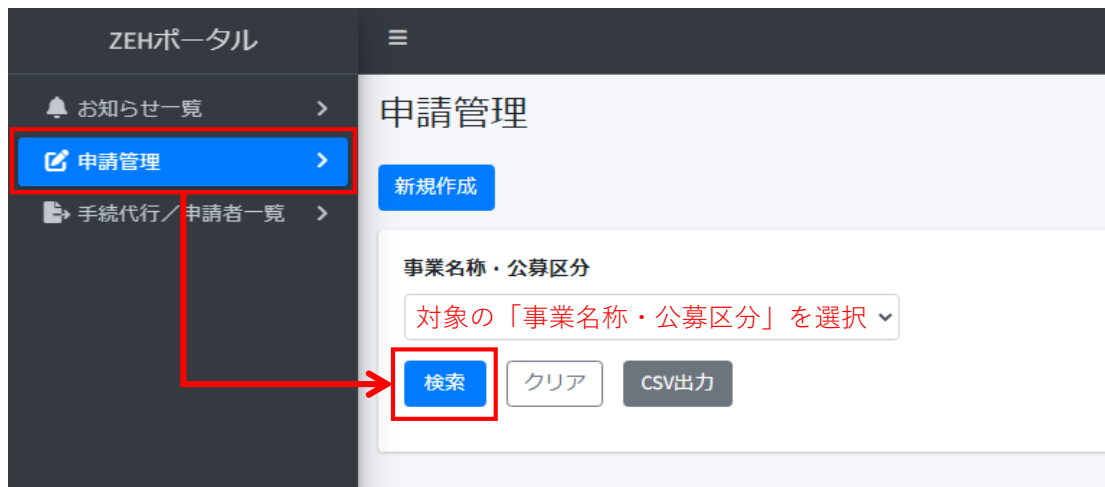 ZEHポータル
お知らせ一覧
申請管理
手続代行／申請者一覧
申請管理
新規作成
事業名称・公募区分
対象の「事業名称・公募区分」を選択
検索 クリア CSV出力